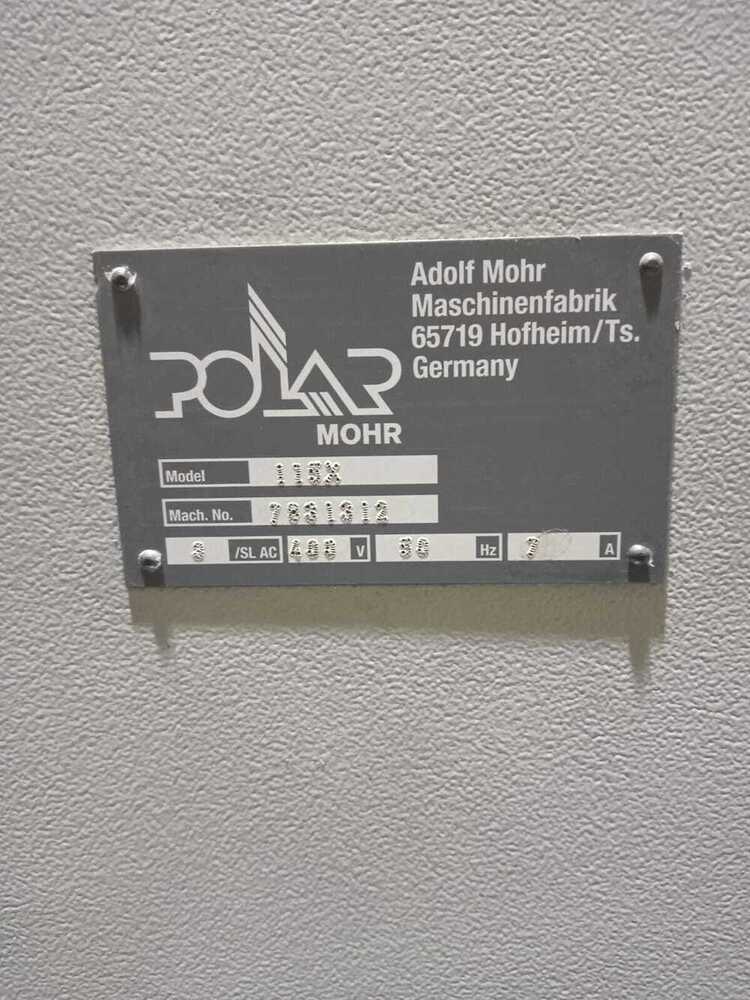 POLAR
MOHR
Adolf Mohr
Maschinenfabrik
65719 Hofheim/Ts.
Germany
Model 115X
Mach. No. 7831312
3 /SL AC 400 V 50 Hz 7 A